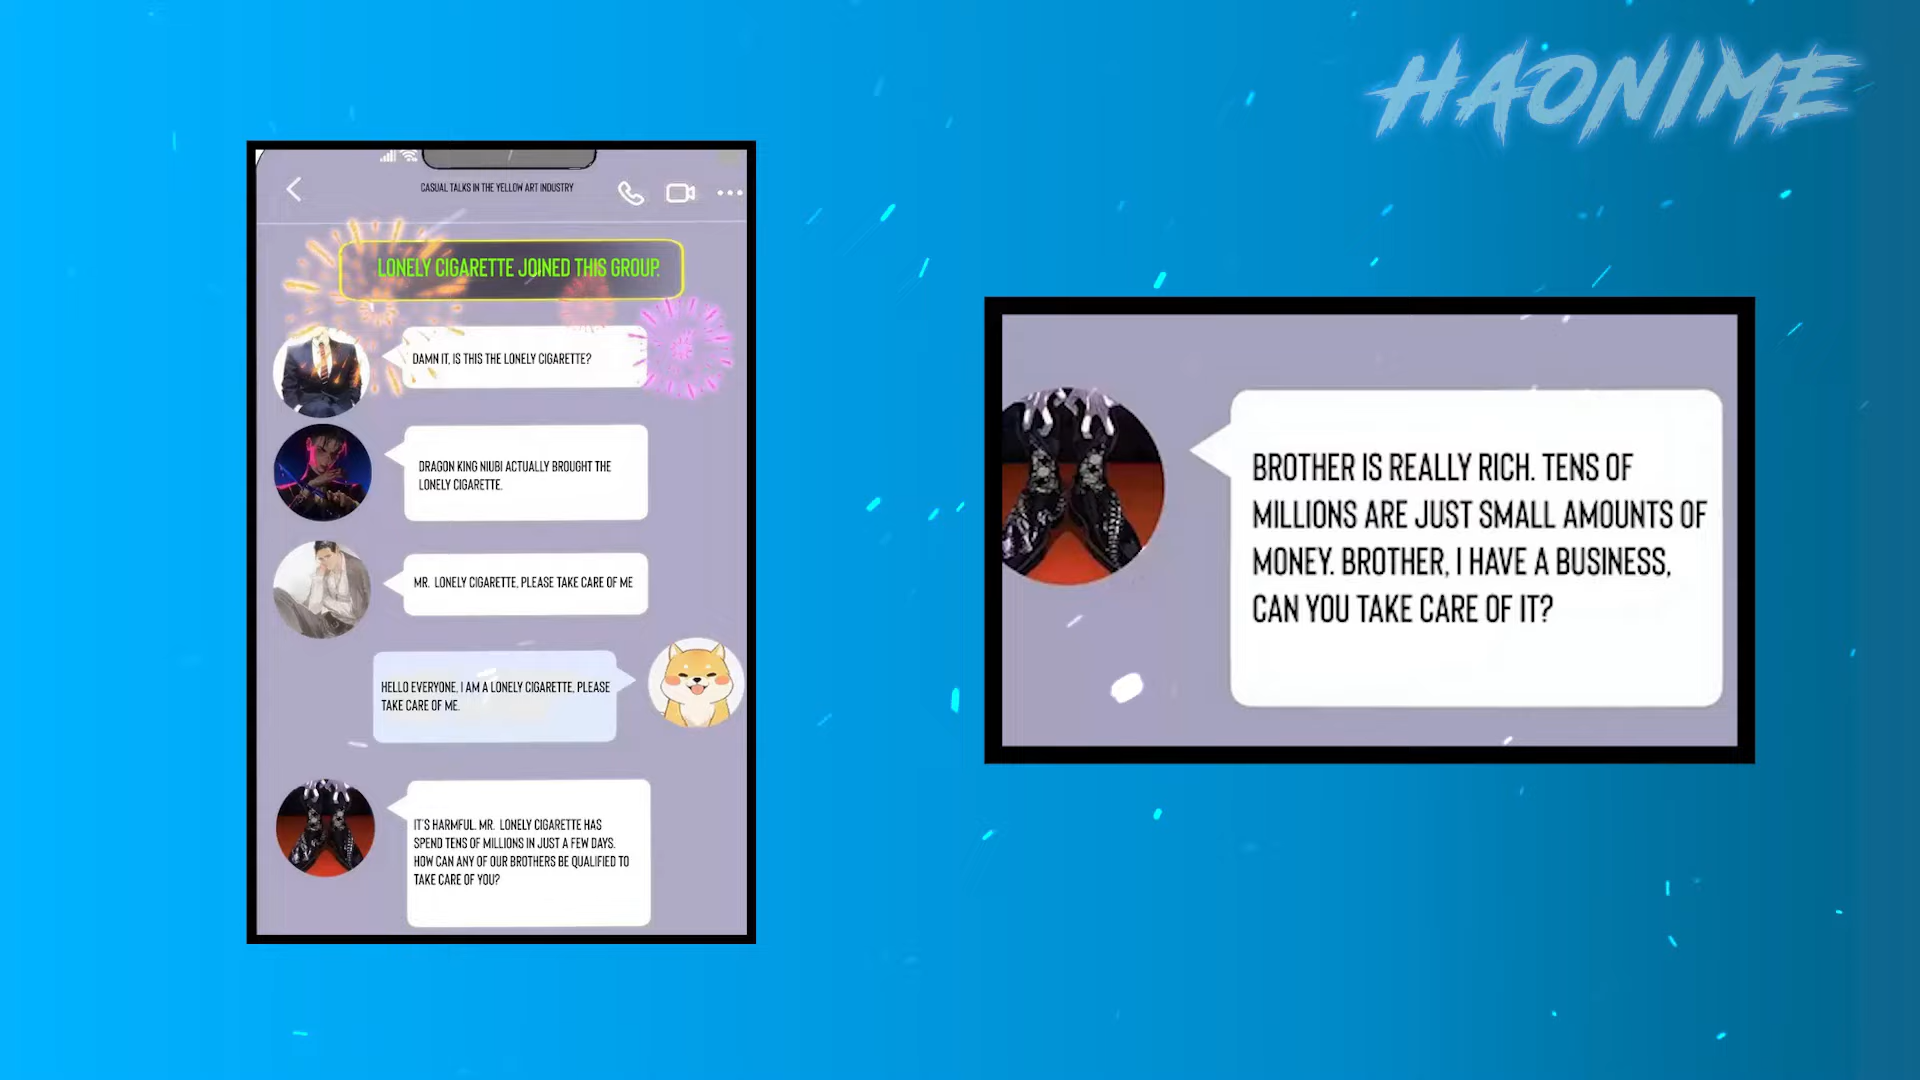 HAONIME
CASUAL TALKS IN THE YELLOW ART INDUSTRY
LONELY CIGARETTE JOINED THIS GROUP.
DAMN IT, IS THIS THE LONELY CIGARETTE?
DRAGON KING NIUBI ACTUALLY BROUGHT THE
LONELY CIGARETTE.
MR. LONELY CIGARETTE, PLEASE TAKE CARE OF ME
HELLO EVERYONE, I AM A LONELY CIGARETTE, PLEASE
TAKE CARE OF ME.
IT'S HARMFUL. MR. LONELY CIGARETTE HAS
SPEND TENS OF MILLIONS IN JUST A FEW DAYS.
HOW CAN ANY OF OUR BROTHERS BE QUALIFIED TO
TAKE CARE OF YOU?
BROTHER IS REALLY RICH. TENS OF
MILLIONS ARE JUST SMALL AMOUNTS OF
MONEY. BROTHER, I HAVE A BUSINESS,
CAN YOU TAKE CARE OF IT?